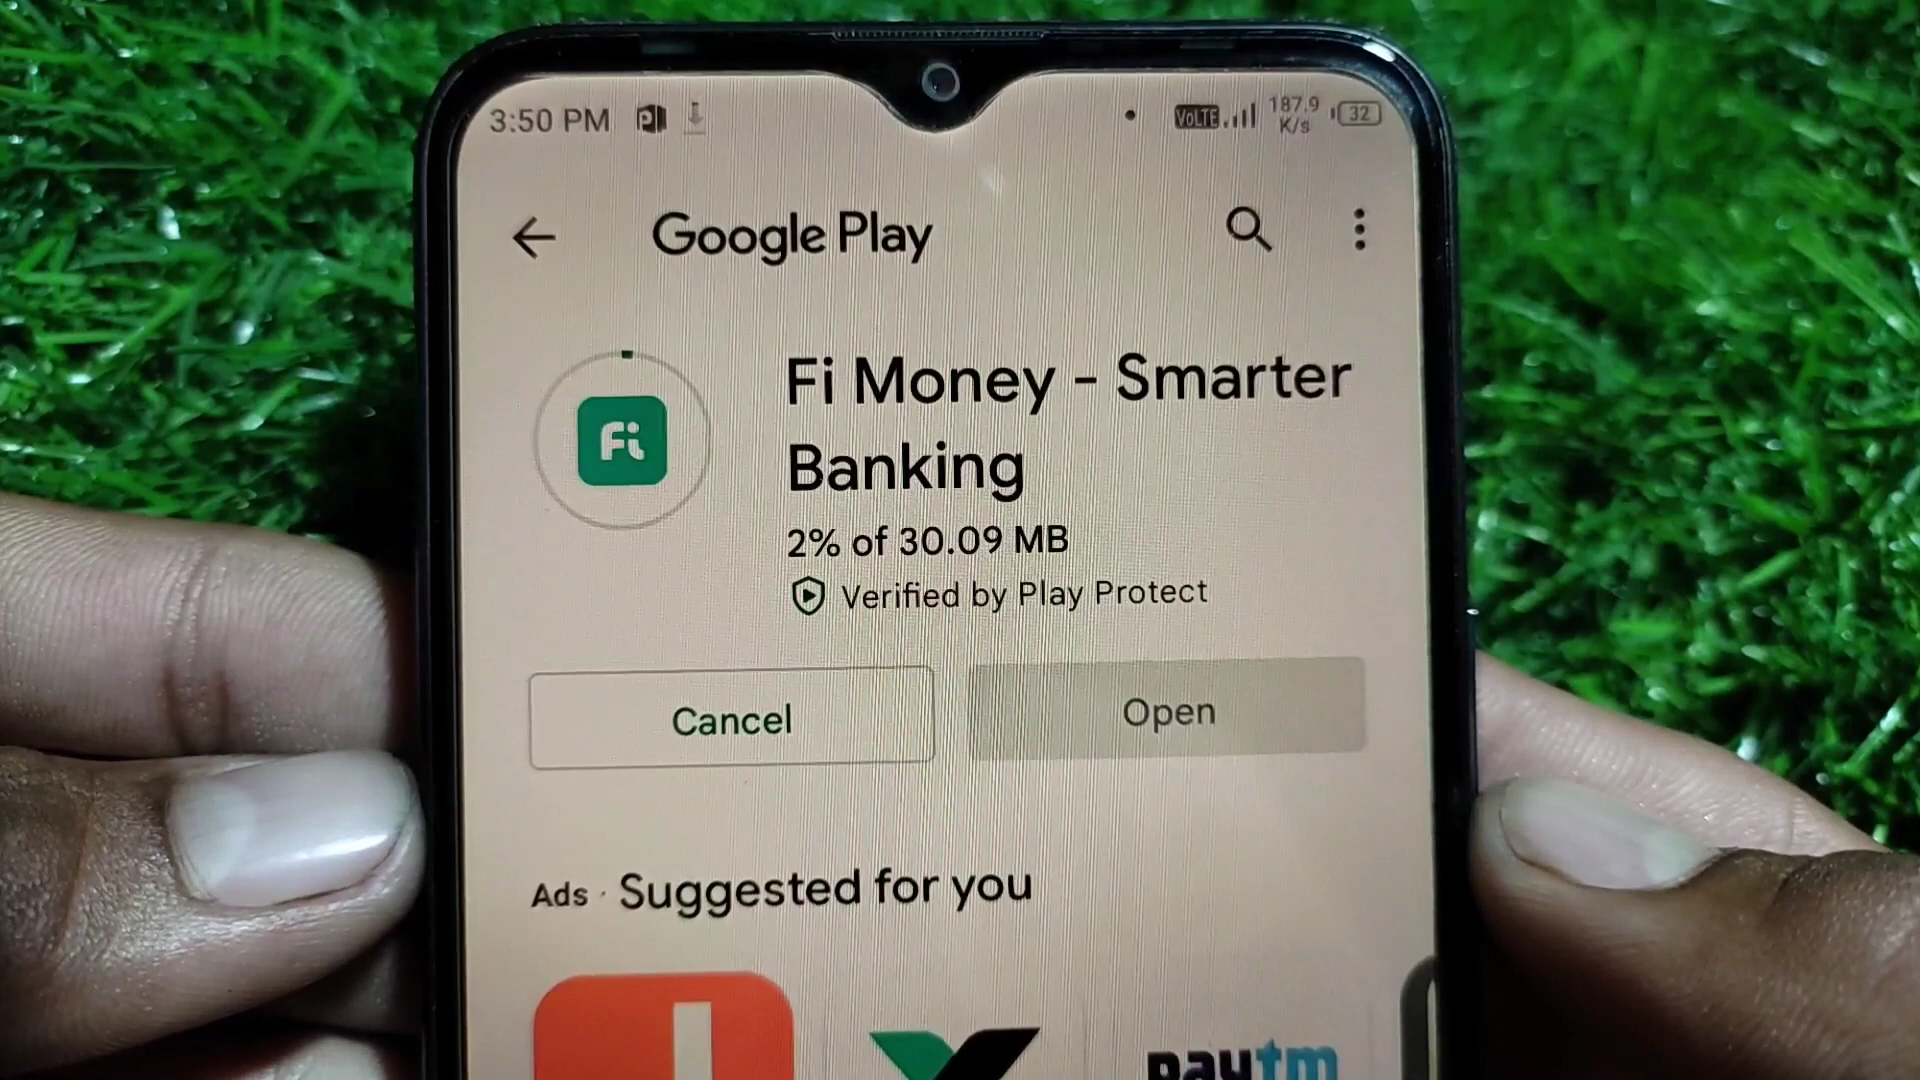 3:50 PM VoLTE 187.9 K/s 32
Google Play
Fi
Fi Money - Smarter
Banking
2% of 30.09 MB
Verified by Play Protect
Cancel Open
Ads · Suggested for you
paytm